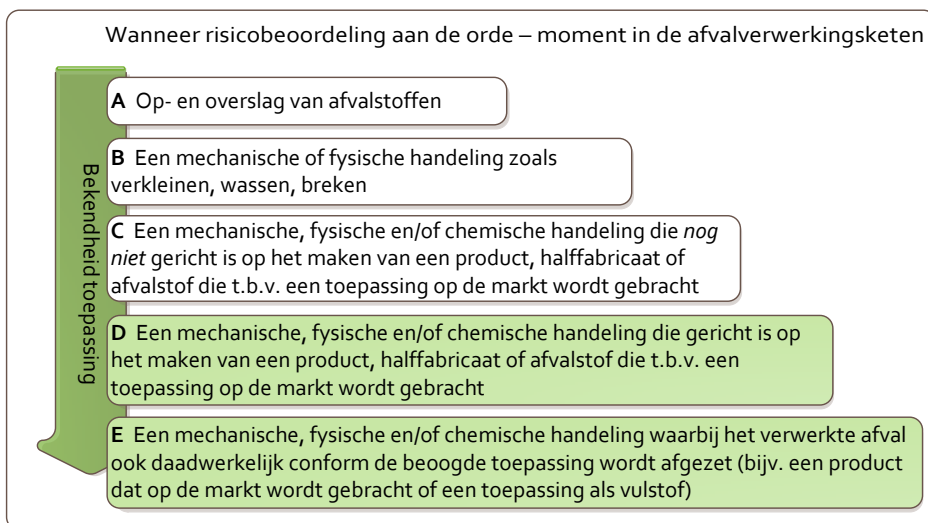 Wanneer risicobeoordeling aan de orde – moment in de afvalverwerkingsketen
Bekendheid toepassing
A Op- en overslag van afvalstoffen
B Een mechanische of fysische handeling zoals
verkleinen, wassen, breken
C Een mechanische, fysische en/of chemische handeling die nog
niet gericht is op het maken van een product, halffabricaat of
afvalstof die t.b.v. een toepassing op de markt wordt gebracht
D Een mechanische, fysische en/of chemische handeling die gericht is op
het maken van een product, halffabricaat of afvalstof die t.b.v. een
toepassing op de markt wordt gebracht
E Een mechanische, fysische en/of chemische handeling waarbij het verwerkte afval
ook daadwerkelijk conform de beoogde toepassing wordt afgezet (bijv. een product
dat op de markt wordt gebracht of een toepassing als vulstof)